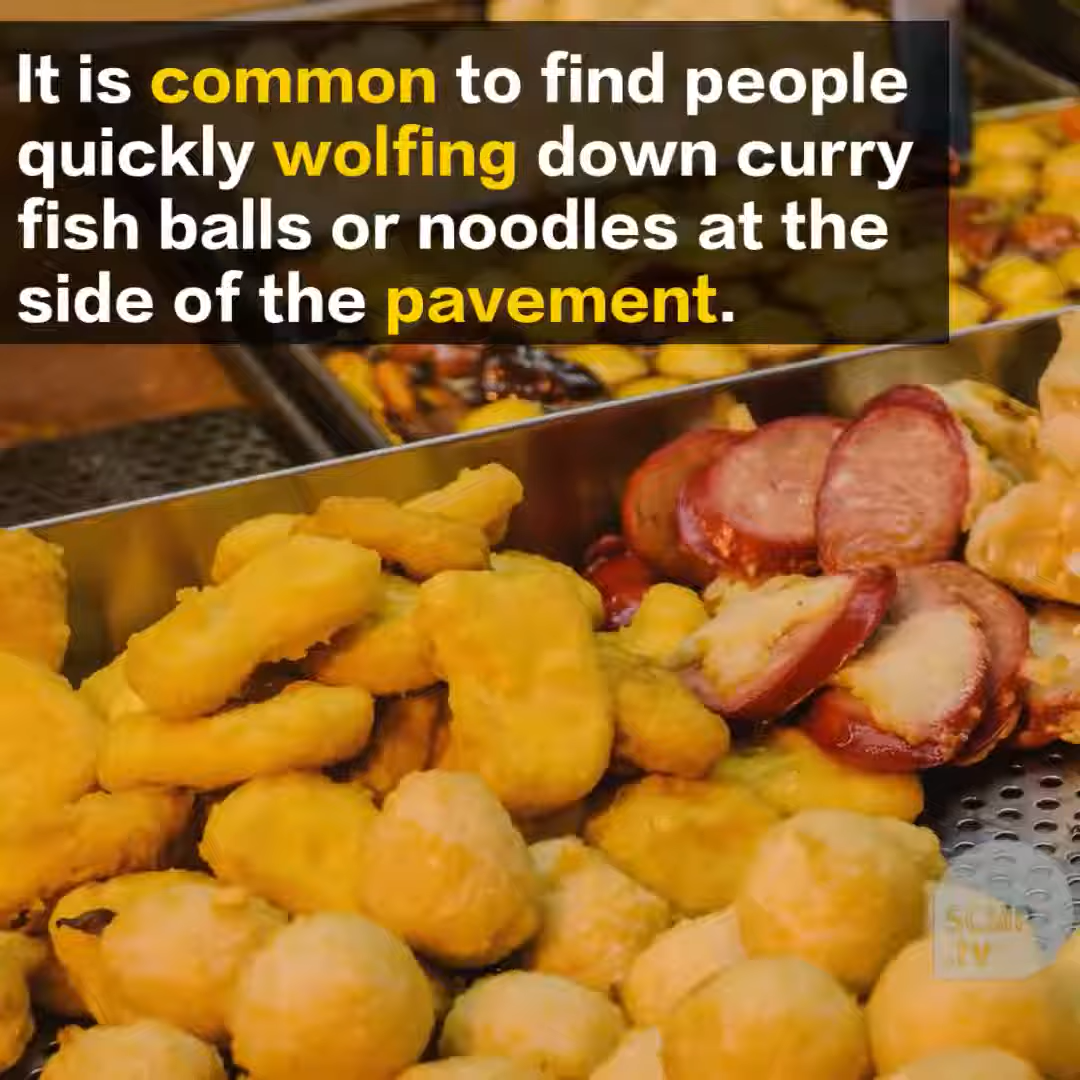 It is common to find people
quickly wolfing down curry
fish balls or noodles at the
side of the pavement.
.tv